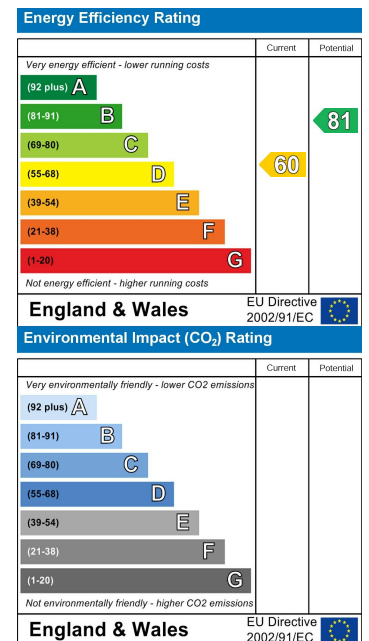 Energy Efficiency Rating
Current Potential
Very energy efficient - lower running costs
(92 plus) A
(81-91) B
81
(69-80) C
(55-68) D
60
(39-54) E
(21-38) F
(1-20) G
Not energy efficient - higher running costs
England & Wales
EU Directive
2002/91/EC
Environmental Impact (CO₂) Rating
Current Potential
Very environmentally friendly - lower CO2 emissions
(92 plus) A
(81-91) B
(69-80) C
(55-68) D
(39-54) E
(21-38) F
(1-20) G
Not environmentally friendly - higher CO2 emissions
England & Wales
EU Directive
2002/91/EC